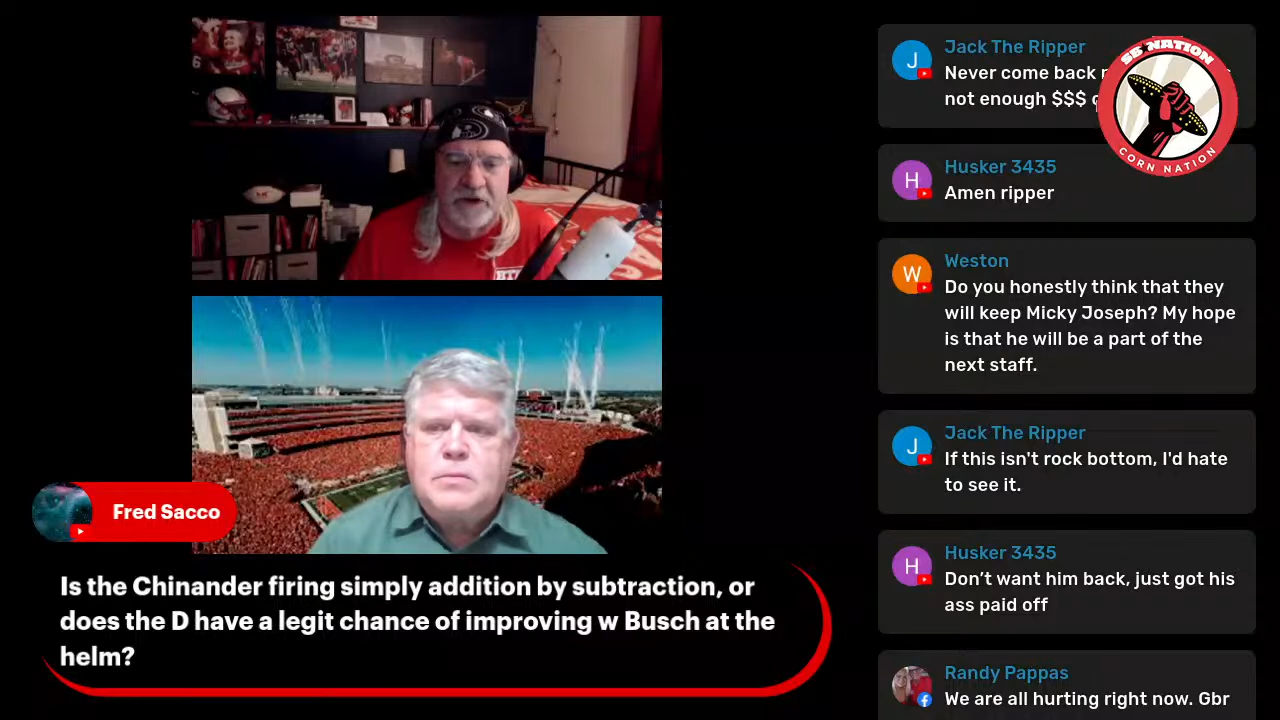 Jack The Ripper
Never come back
not enough $$$
SB NATION
CORN NATION
Husker 3435
Amen ripper
Weston
Do you honestly think that they
will keep Micky Joseph? My hope
is that he will be a part of the
next staff.
Jack The Ripper
If this isn't rock bottom, I'd hate
to see it.
Fred Sacco
Is the Chinander firing simply addition by subtraction, or
does the D have a legit chance of improving w Busch at the
helm?
Husker 3435
Don’t want him back, just got his
ass paid off
Randy Pappas
We are all hurting right now. Gbr